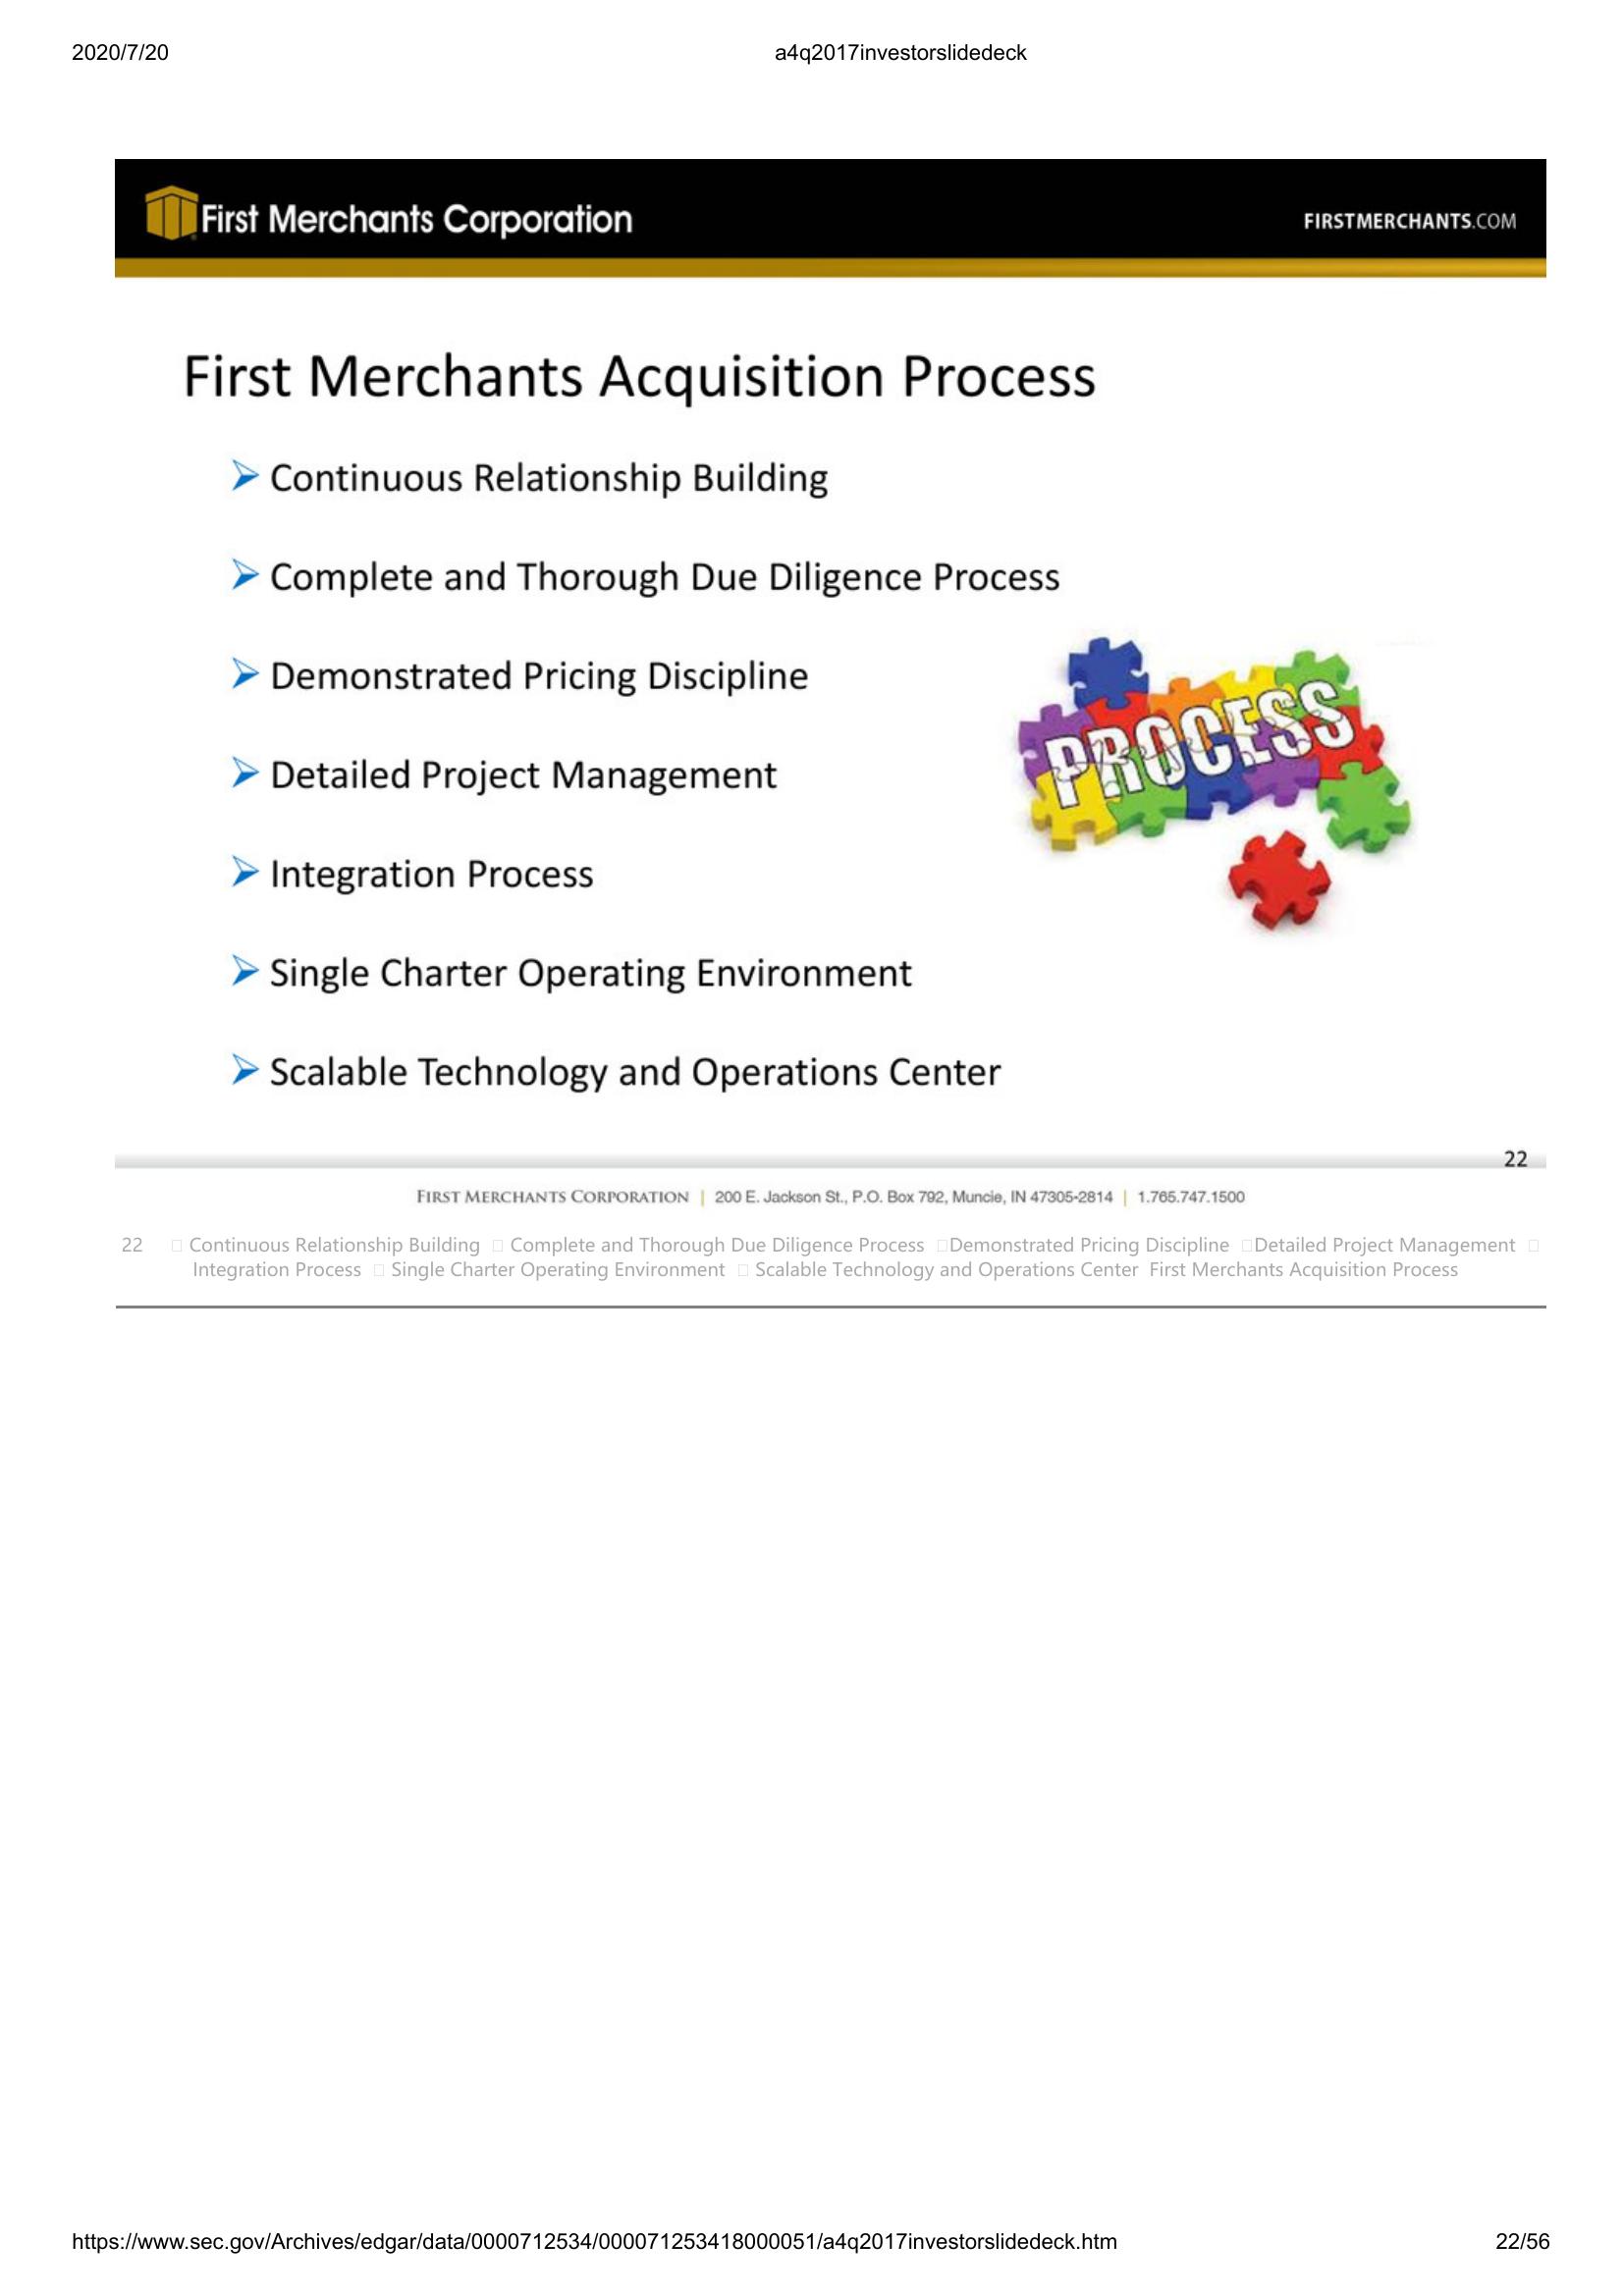 2020/7/20 a4q2017investorslidedeck
First Merchants Corporation FIRSTMERCHANTS.COM
First Merchants Acquisition Process
➢ Continuous Relationship Building
➢ Complete and Thorough Due Diligence Process
➢ Demonstrated Pricing Discipline
PROCESS
➢ Detailed Project Management
➢ Integration Process
➢ Single Charter Operating Environment
➢ Scalable Technology and Operations Center
22
FIRST MERCHANTS CORPORATION | 200 E. Jackson St., P.O. Box 792, Muncie, IN 47305-2814 | 1.765.747.1500
22 □ Continuous Relationship Building □ Complete and Thorough Due Diligence Process □Demonstrated Pricing Discipline □Detailed Project Management □
Integration Process □ Single Charter Operating Environment □ Scalable Technology and Operations Center First Merchants Acquisition Process
https://www.sec.gov/Archives/edgar/data/0000712534/000071253418000051/a4q2017investorslidedeck.htm 22/56